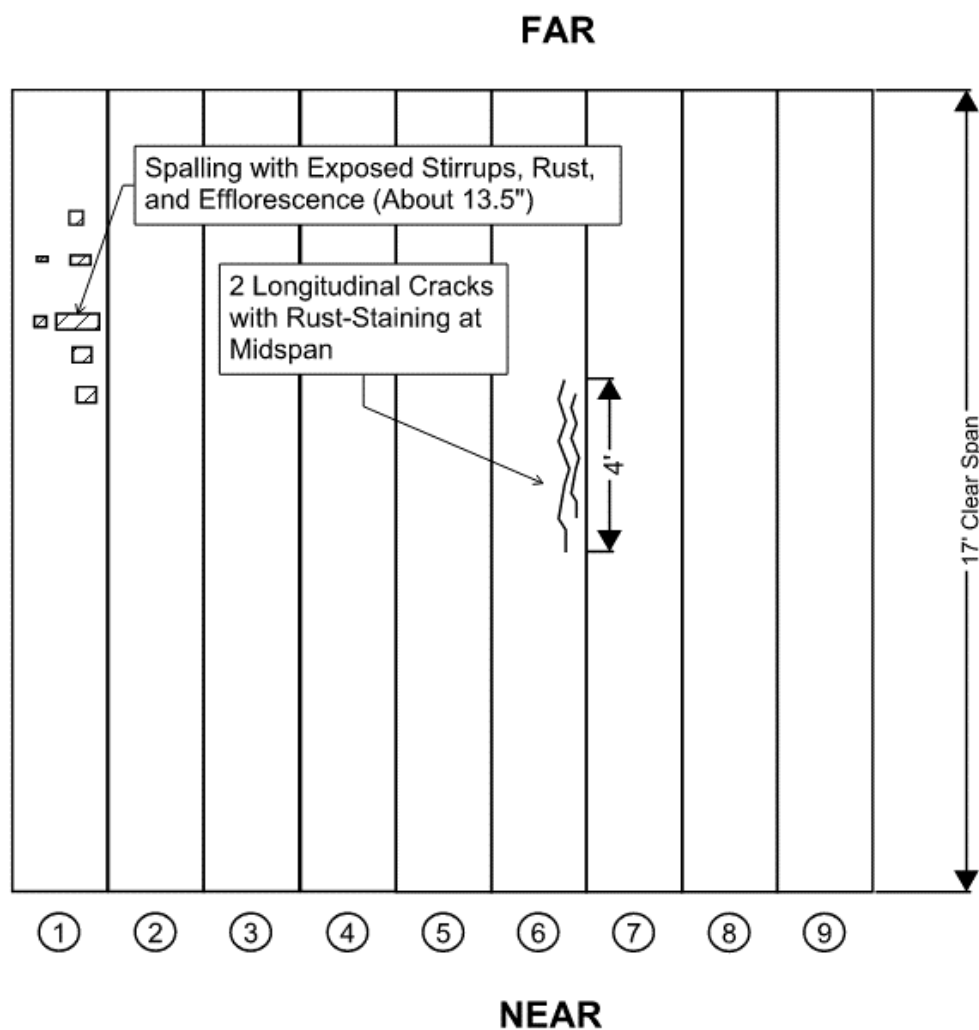 FAR
Spalling with Exposed Stirrups, Rust,
and Efflorescence (About 13.5")
2 Longitudinal Cracks
with Rust-Staining at
Midspan
4'
17' Clear Span
1 2 3 4 5 6 7 8 9
NEAR